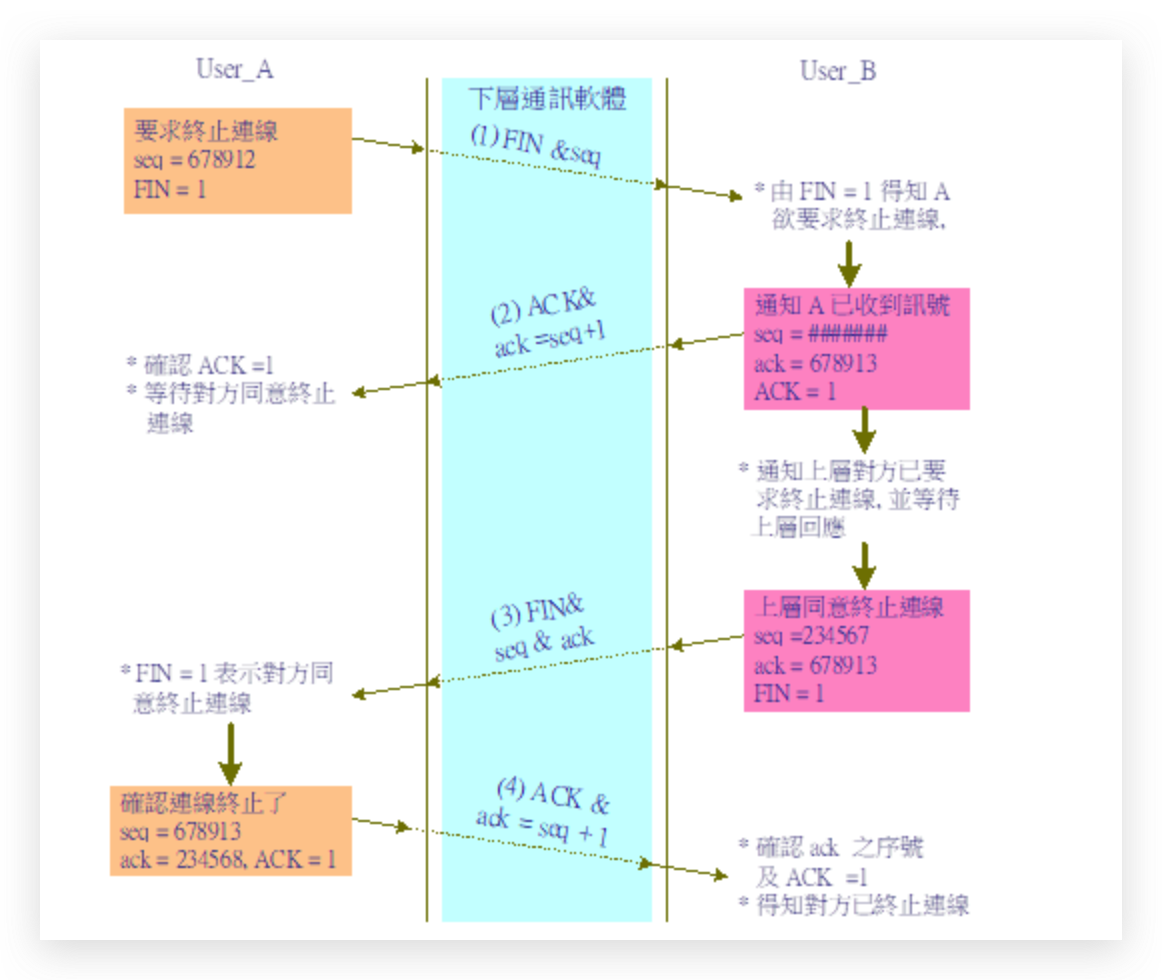 User_A
User_B
下層通訊軟體
要求終止連線
seq = 678912
FIN = 1
(1) FIN &seq
* 由 FIN = 1 得知 A
欲要求終止連線,
通知 A 已收到訊號
seq = #######
ack = 678913
ACK = 1
(2) ACK&
ack =seq+1
* 確認 ACK =1
* 等待對方同意終止
連線
* 通知上層對方已要
求終止連線, 並等待
上層回應
上層同意終止連線
seq =234567
ack = 678913
FIN = 1
(3) FIN&
seq & ack
* FIN = 1 表示對方同
意終止連線
確認連線終止了
seq = 678913
ack = 234568, ACK = 1
(4) ACK &
ack = seq + 1
* 確認 ack 之序號
及 ACK =1
* 得知對方已終止連線